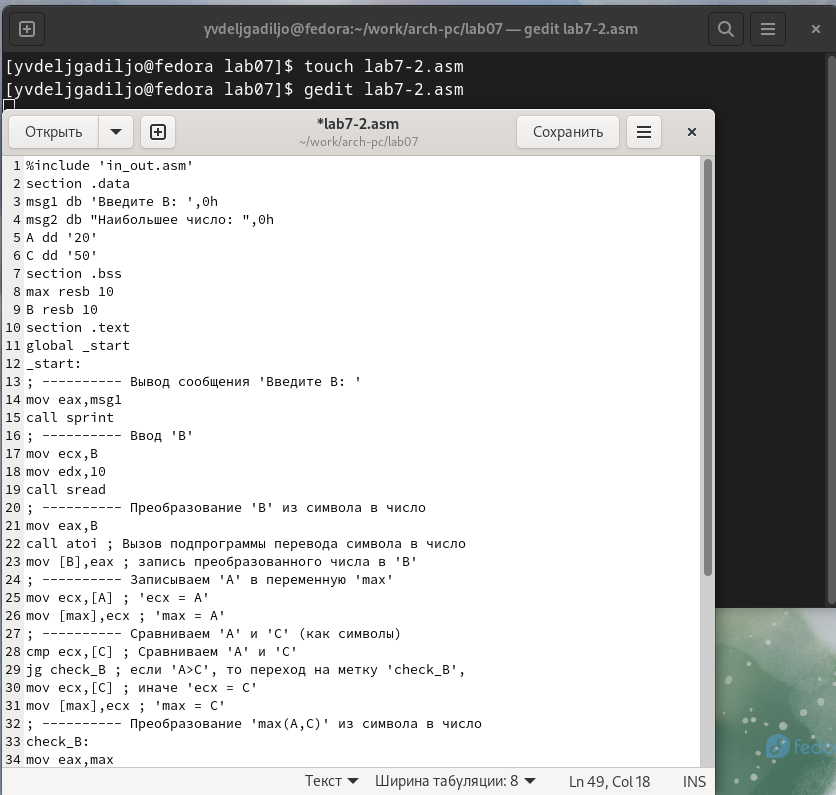 yvdeljgadiljo@fedora:~/work/arch-pc/lab07 — gedit lab7-2.asm
[yvdeljgadiljo@fedora lab07]$ touch lab7-2.asm
[yvdeljgadiljo@fedora lab07]$ gedit lab7-2.asm
Открыть
*lab7-2.asm
~/work/arch-pc/lab07
Сохранить
1 %include 'in_out.asm'
2 section .data
3 msg1 db 'Введите B: ',0h
4 msg2 db "Наибольшее число: ",0h
5 A dd '20'
6 C dd '50'
7 section .bss
8 max resb 10
9 B resb 10
10 section .text
11 global _start
12 _start:
13 ; ---------- Вывод сообщения 'Введите B: '
14 mov eax,msg1
15 call sprint
16 ; ---------- Ввод 'B'
17 mov ecx,B
18 mov edx,10
19 call sread
20 ; ---------- Преобразование 'B' из символа в число
21 mov eax,B
22 call atoi ; Вызов подпрограммы перевода символа в число
23 mov [B],eax ; запись преобразованного числа в 'B'
24 ; ---------- Записываем 'A' в переменную 'max'
25 mov ecx,[A] ; 'ecx = A'
26 mov [max],ecx ; 'max = A'
27 ; ---------- Сравниваем 'A' и 'С' (как символы)
28 cmp ecx,[C] ; Сравниваем 'A' и 'С'
29 jg check_B ; если 'A>C', то переход на метку 'check_B',
30 mov ecx,[C] ; иначе 'ecx = C'
31 mov [max],ecx ; 'max = C'
32 ; ---------- Преобразование 'max(A,C)' из символа в число
33 check_B:
34 mov eax,max
Текст
Ширина табуляции: 8
Ln 49, Col 18
INS